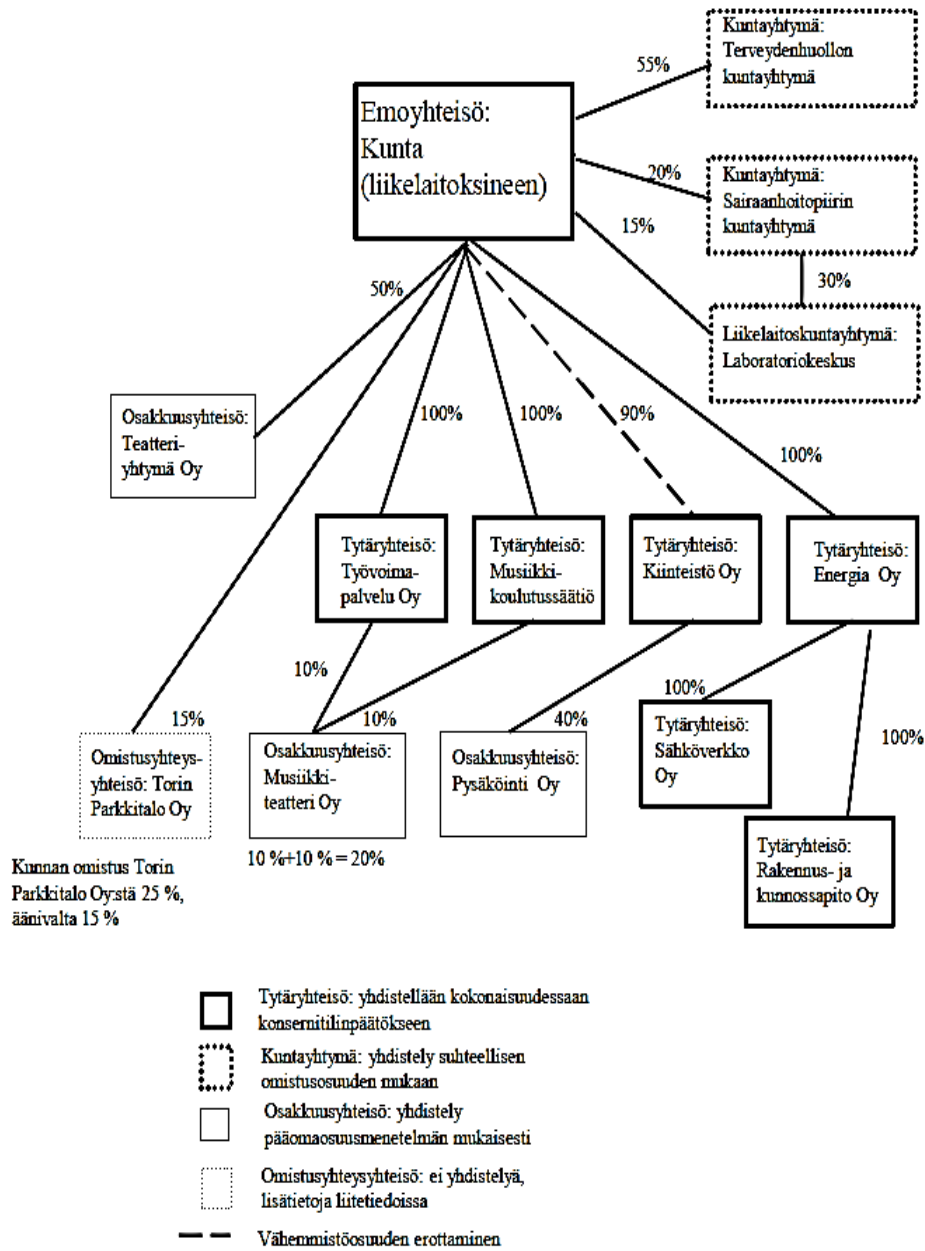 Kuntayhtymä:
Terveydenhuollon
kuntayhtymä
55%
Emoyhteisö:
Kunta
(liikelaitoksineen)
20%
Kuntayhtymä:
Sairaanhoitopiirin
kuntayhtymä
15%
30%
50%
Liikelaitoskuntayhtymä:
Laboratoriokeskus
Osakkuusyhteisö:
Teatteri-
yhtymä Oy
100%
100%
90%
100%
Tytäryhteisö:
Työvoima-
palvelu Oy
Tytäryhteisö:
Musiikki-
koulutussäätiö
Tytäryhteisö:
Kiinteistö Oy
Tytäryhteisö:
Energia Oy
10%
10%
15%
40%
100%
100%
Omistusyhteys-
yhteisö: Torin
Parkkitalo Oy
Osakkuusyhteisö:
Musiikki-
teatteri Oy
Osakkuusyhteisö:
Pysäköinti Oy
Tytäryhteisö:
Sähköverkko
Oy
10 %+10 % = 20%
Kunnan omistus Torin
Parkkitalo Oy:stä 25 %,
äänivalta 15 %
Tytäryhteisö:
Rakennus- ja
kunnossapito Oy
Tytäryhteisö: yhdistellään kokonaisuudessaan
konsernitilinpäätökseen
Kuntayhtymä: yhdistely suhteellisen
omistusosuuden mukaan
Osakkuusyhteisö: yhdistely
pääomaosuusmenetelmän mukaisesti
Omistusyhteysyhteisö: ei yhdistelyä,
lisätietoja liitetiedoissa
Vähemmistöosuuden erottaminen